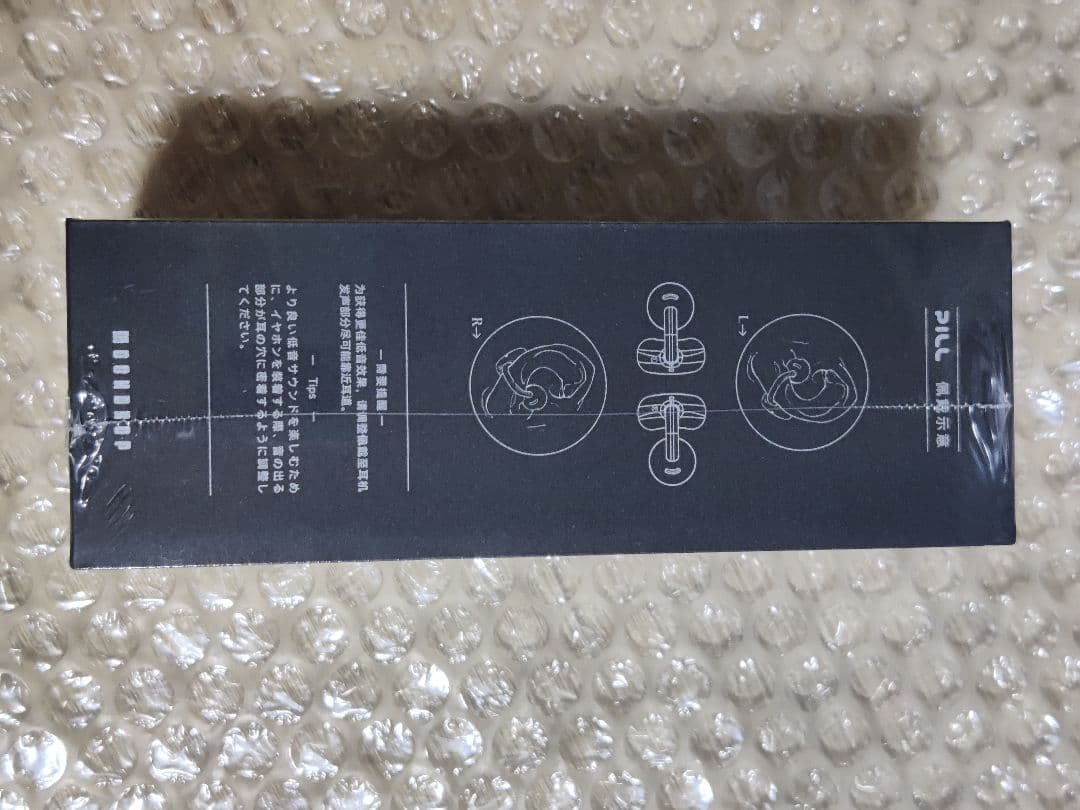 PILL 佩戴示意
L→
R→
— 需要提醒 —
为获得更佳低音效果，请调整佩戴至耳机
发声部分尽可能靠近耳道。
— Tips —
より良い低音サウンドを楽しむため
に、イヤホンを装着する際、音の出る
部分が耳の穴に密着するように調整し
てください。
MOONDROP